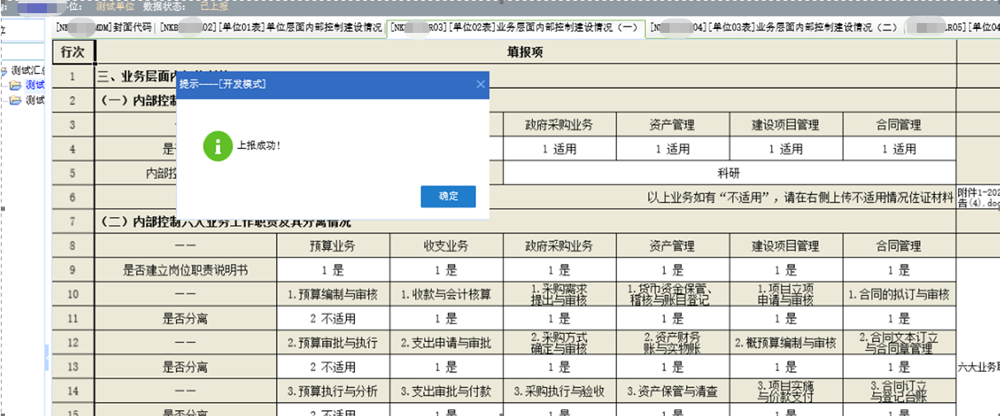 位: 测试单位 数据状态: 已上报
MDM]封面代码 [NKB 02][单位01表]单位层面内部控制建设情况 [NK R03][单位02表]业务层面内部控制建设情况（一） 04][单位03表]业务层面内部控制建设情况（二） LR05][单位04
行次 填报项
测试汇总
测试
测试
1 三、业务层面内
2 （一）内部控制
提示----[开发模式]
上报成功!
确定
3 政府采购业务 资产管理 建设项目管理 合同管理
4 是 1 适用 1 适用 1 适用 1 适用
5 内部控 科研
6 以上业务如有“不适用”，请在右侧上传不适用情况佐证材料 附件1-202
告(4).doc
7 （二）内部控制六大业务工作职责及其分离情况
8 —— 预算业务 收支业务 政府采购业务 资产管理 建设项目管理 合同管理
9 是否建立岗位职责说明书 1 是 1 是 1 是 1 是 1 是 1 是
10 —— 1.预算编制与审核 1.收款与会计核算 1.采购需求提出与审核 1.货币资金保管、稽核与账目登记 1.项目立项申请与审核 1.合同的拟订与审核
11 是否分离 2 不适用 1 是 1 是 1 是 1 是 1 是
12 —— 2.预算审批与执行 2.支出申请与审批 2.采购方式确定与审核 2.资产财务账与实物账 2.概预算编制与审核 2.合同文本订立与合同章管理
13 是否分离 2 不适用 1 是 1 是 1 是 1 是 1 是 六大业务职
14 —— 3.预算执行与分析 3.支出审批与付款 3.采购执行与验收 3.资产保管与清查 3.项目实施与价款支付 3.合同订立与登记台账
15 是否分离 2 不适用 1 是 1 是 1 是 1 是 1 是